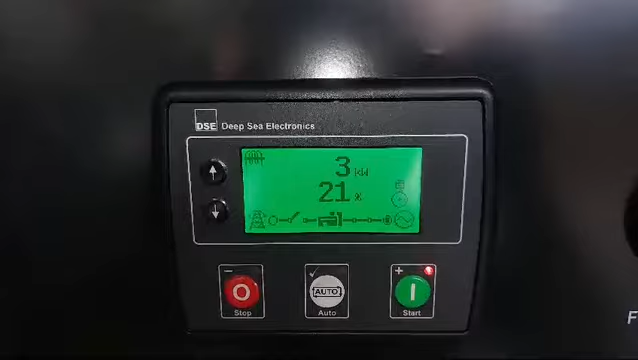 DSE Deep Sea Electronics
3 kW
21 %
AUTO
Stop
Auto
Start
F